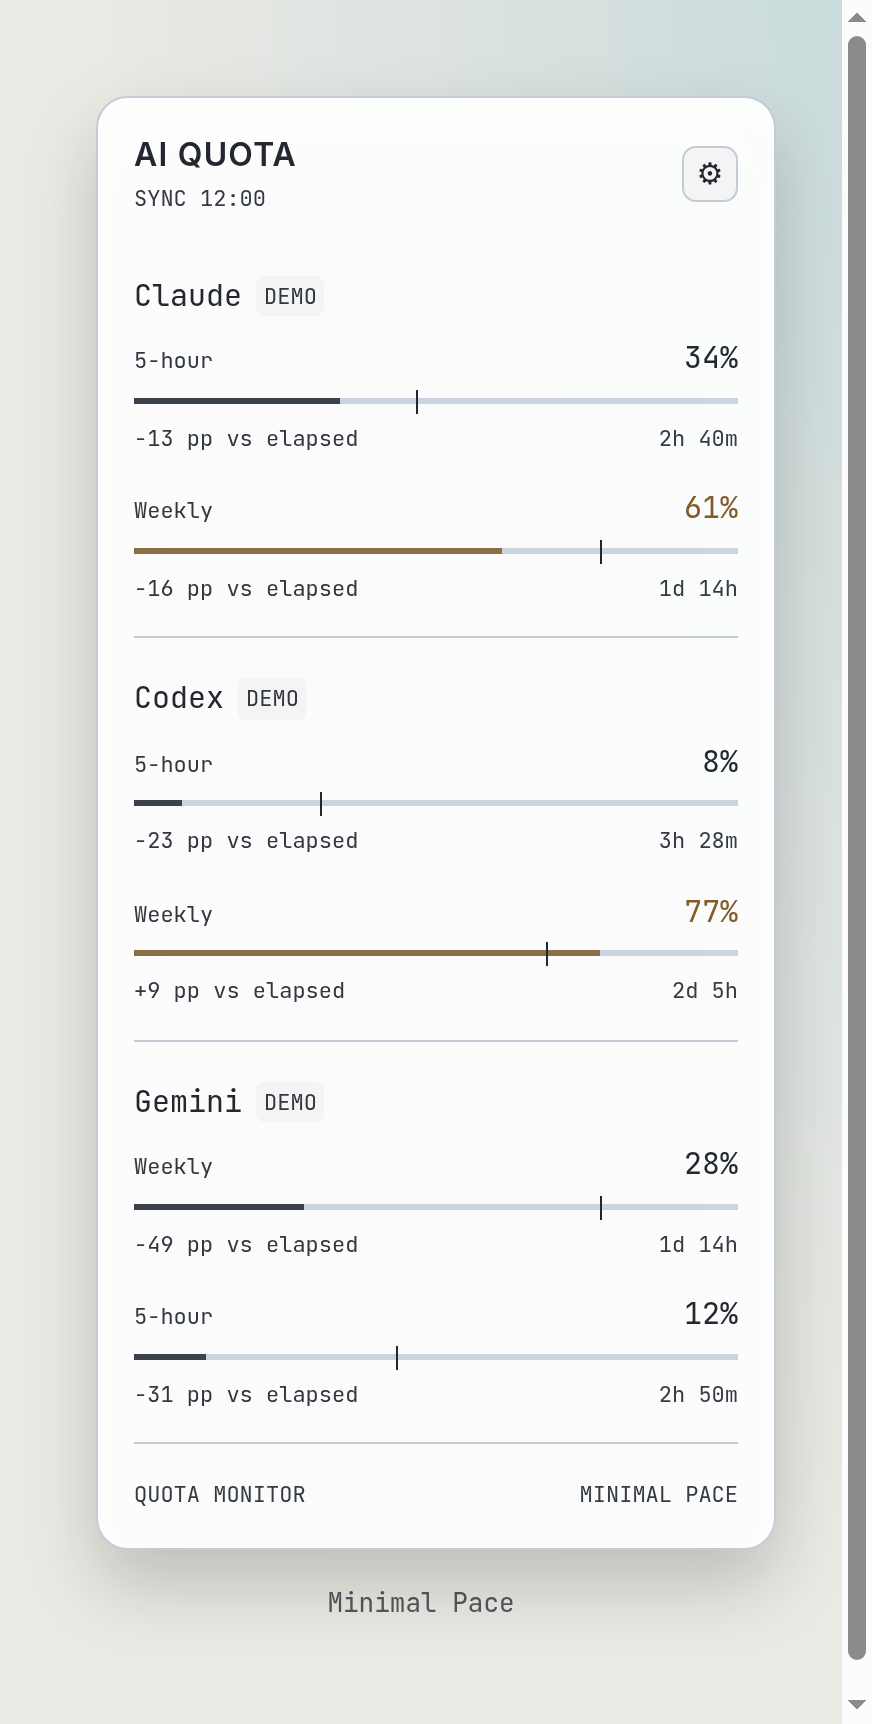 AI QUOTA
SYNC 12:00
⚙
Claude DEMO
5-hour 34%
-13 pp vs elapsed 2h 40m
Weekly 61%
-16 pp vs elapsed 1d 14h
Codex DEMO
5-hour 8%
-23 pp vs elapsed 3h 28m
Weekly 77%
+9 pp vs elapsed 2d 5h
Gemini DEMO
Weekly 28%
-49 pp vs elapsed 1d 14h
5-hour 12%
-31 pp vs elapsed 2h 50m
QUOTA MONITOR MINIMAL PACE
Minimal Pace